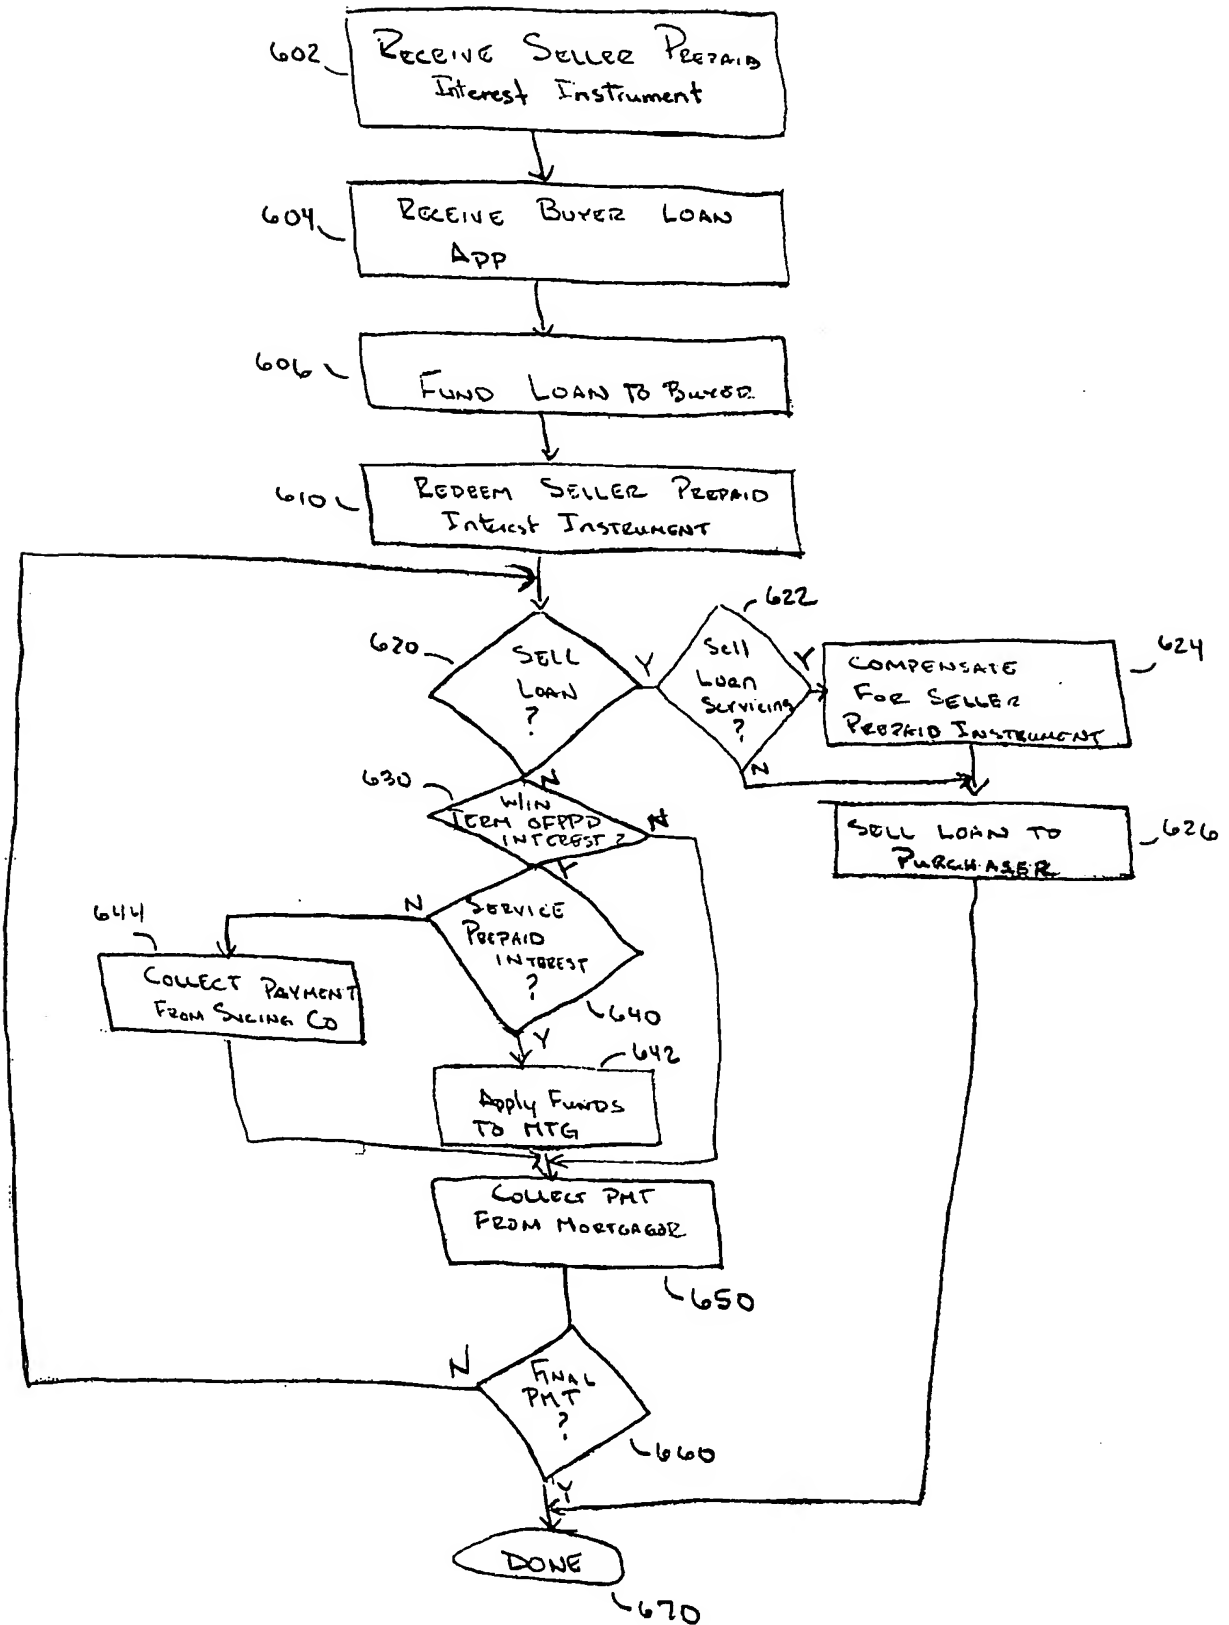 602
RECEIVE SELLER PREPAID
Interest Instrument
604
RECEIVE BUYER LOAN
APP
606
FUND LOAN TO BUYER
610
REDEEM SELLER PREPAID
Interest INSTRUMENT
620
SELL
LOAN
?
Y
622
Sell
Loan
Servicing
?
Y
N
COMPENSATE
FOR SELLER
PREPAID INSTRUMENT
624
N
630
W/IN
TERM OF PPD
INTEREST?
N
Y
SELL LOAN TO
PURCHASER
626
N
SERVICE
PREPAID
INTEREST
?
640
Y
644
COLLECT PAYMENT
FROM SVCING CO
642
Apply FUNDS
TO MTG
COLLECT PMT
FROM MORTGAGOR
650
N
FINAL
PMT
?
660
Y
DONE
670